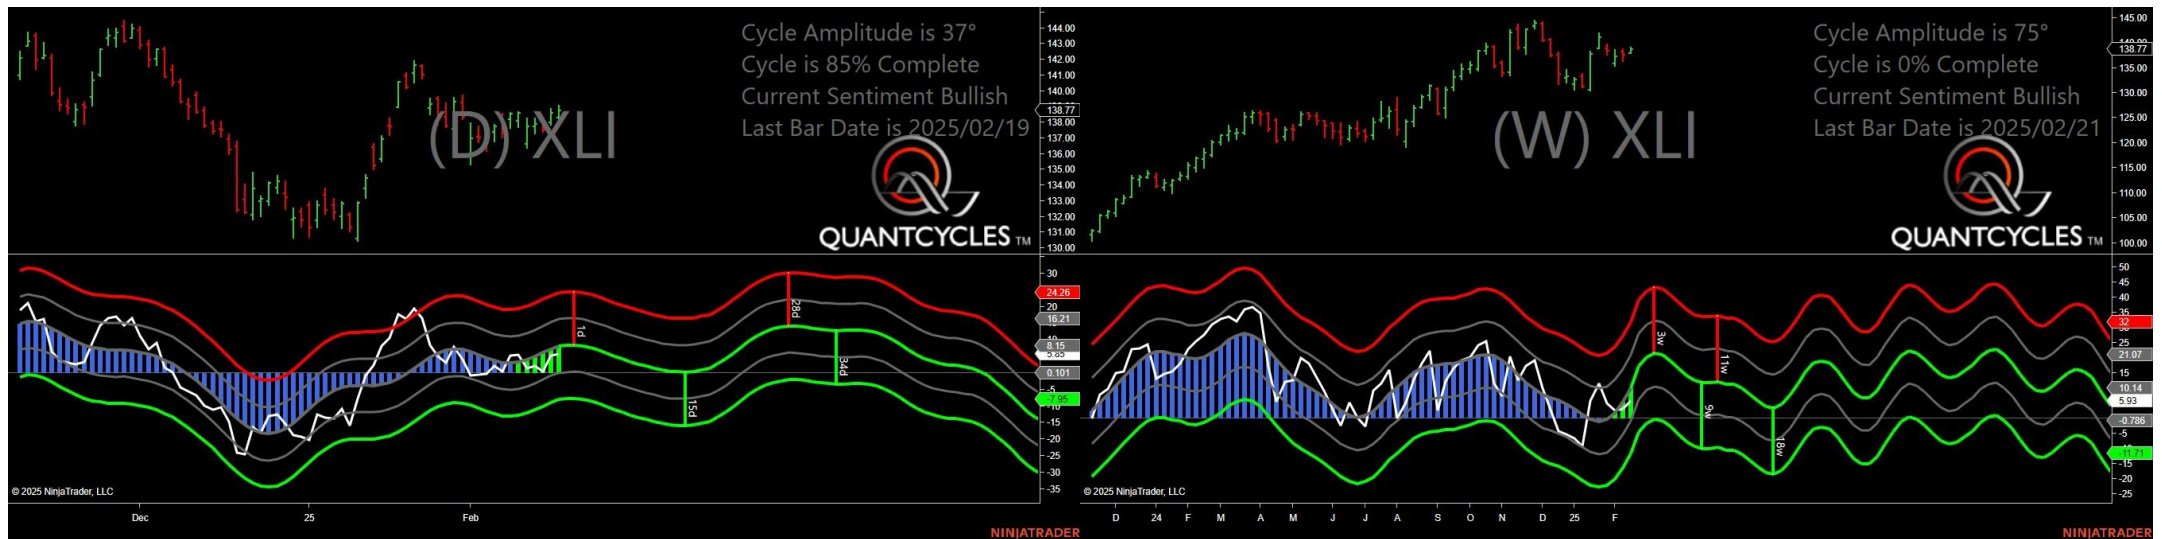 Cycle Amplitude is 37°
Cycle is 85% Complete
Current Sentiment Bullish
Last Bar Date is 2025/02/19
(D) XLI
QUANTCYCLES TM
144.00
143.00
142.00
141.00
140.00
138.77
138.00
137.00
136.00
135.00
134.00
133.00
132.00
131.00
130.00
30
24.26
20
16.21
8.15
5.85
0.101
-5
-7.95
-10
-15
-20
-25
-30
-35
1d
15d
28d
34d
© 2025 NinjaTrader, LLC
Dec
25
Feb
NINJATRADER
Cycle Amplitude is 75°
Cycle is 0% Complete
Current Sentiment Bullish
Last Bar Date is 2025/02/21
(W) XLI
QUANTCYCLES TM
145.00
138.77
135.00
130.00
125.00
120.00
115.00
110.00
105.00
100.00
50
45
40
35
32
25
21.07
15
10.14
5.93
-0.786
-5
-11.71
-15
-20
-25
3w
9w
11w
18w
© 2025 NinjaTrader, LLC
D 24 F M A M J J A S O N D 25 F
NINJATRADER